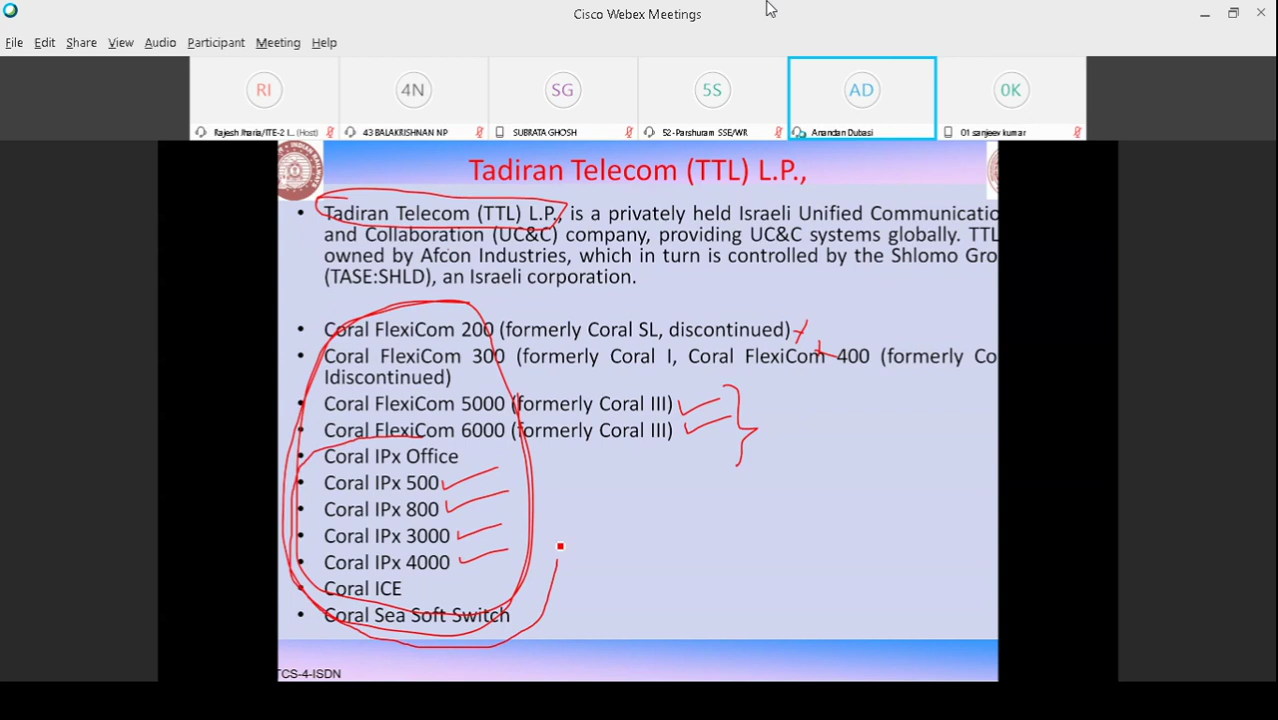 Cisco Webex Meetings
File Edit Share View Audio Participant Meeting Help
RI 4N SG 5S AD 0K
Rajesh Jharia/ITE-2 I... (Host) 43 BALAKRISHNAN NP SUBRATA GHOSH 52-Parshuram SSE/WR Anandan Dubasi 01 sanjeev kumar
Tadiran Telecom (TTL) L.P.,
• Tadiran Telecom (TTL) L.P., is a privately held Israeli Unified Communicatio
and Collaboration (UC&C) company, providing UC&C systems globally. TTL
owned by Afcon Industries, which in turn is controlled by the Shlomo Gro
(TASE:SHLD), an Israeli corporation.
• Coral FlexiCom 200 (formerly Coral SL, discontinued)
• Coral FlexiCom 300 (formerly Coral I, Coral FlexiCom 400 (formerly Co
Idiscontinued)
• Coral FlexiCom 5000 (formerly Coral III)
• Coral FlexiCom 6000 (formerly Coral III)
• Coral IPx Office
• Coral IPx 500
• Coral IPx 800
• Coral IPx 3000
• Coral IPx 4000
• Coral ICE
• Coral Sea Soft Switch
TCS-4-ISDN